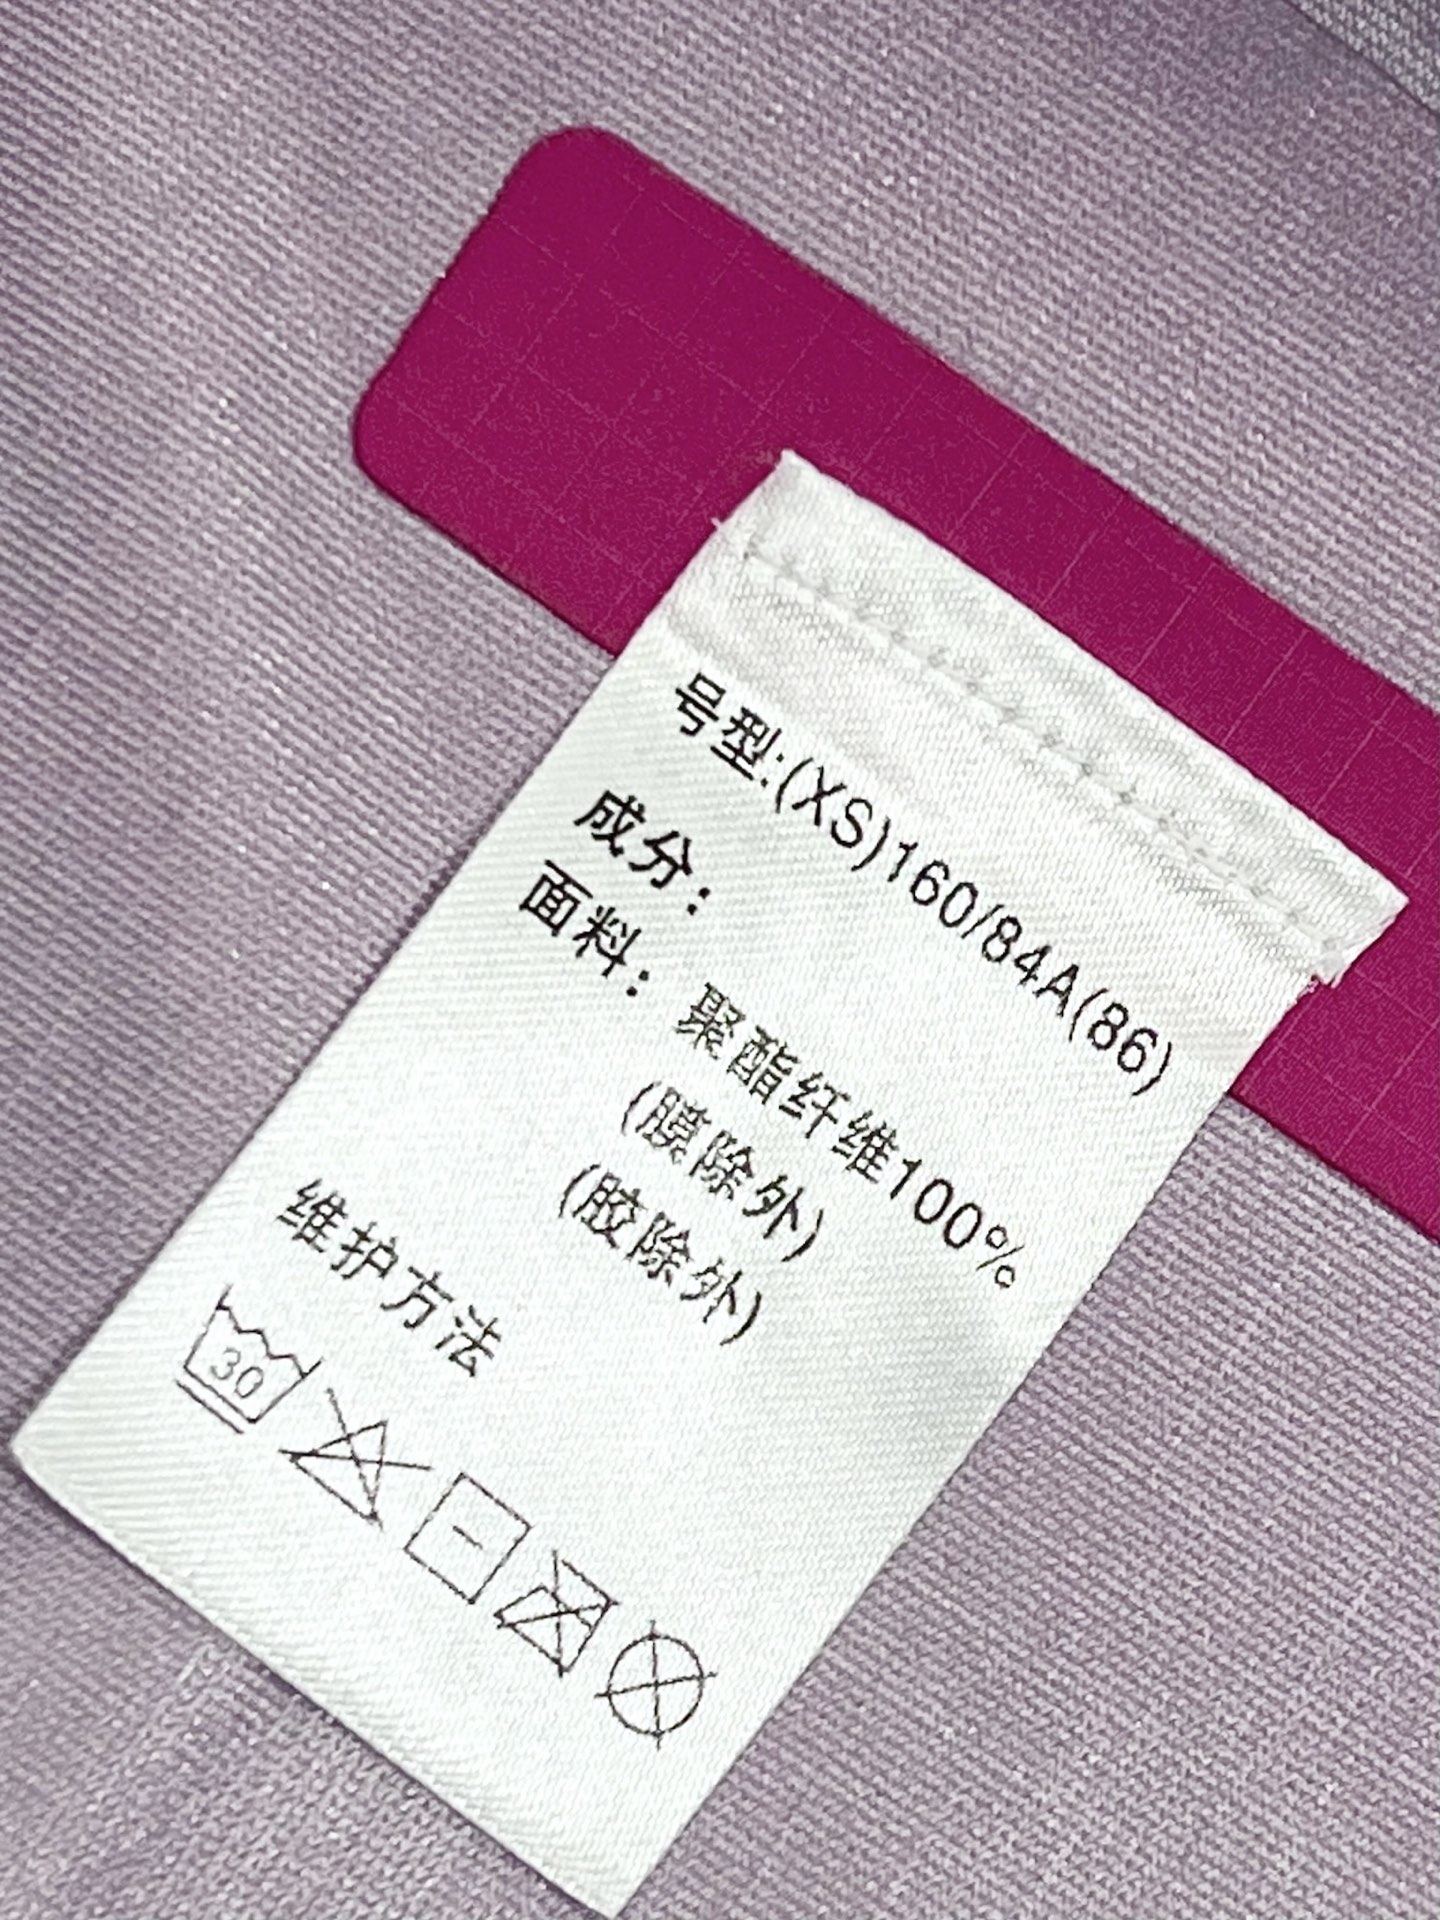 号型:(XS)160/84A(86)
成分：
面料：聚酯纤维100%
(膜除外)
(胶除外)
维护方法
30